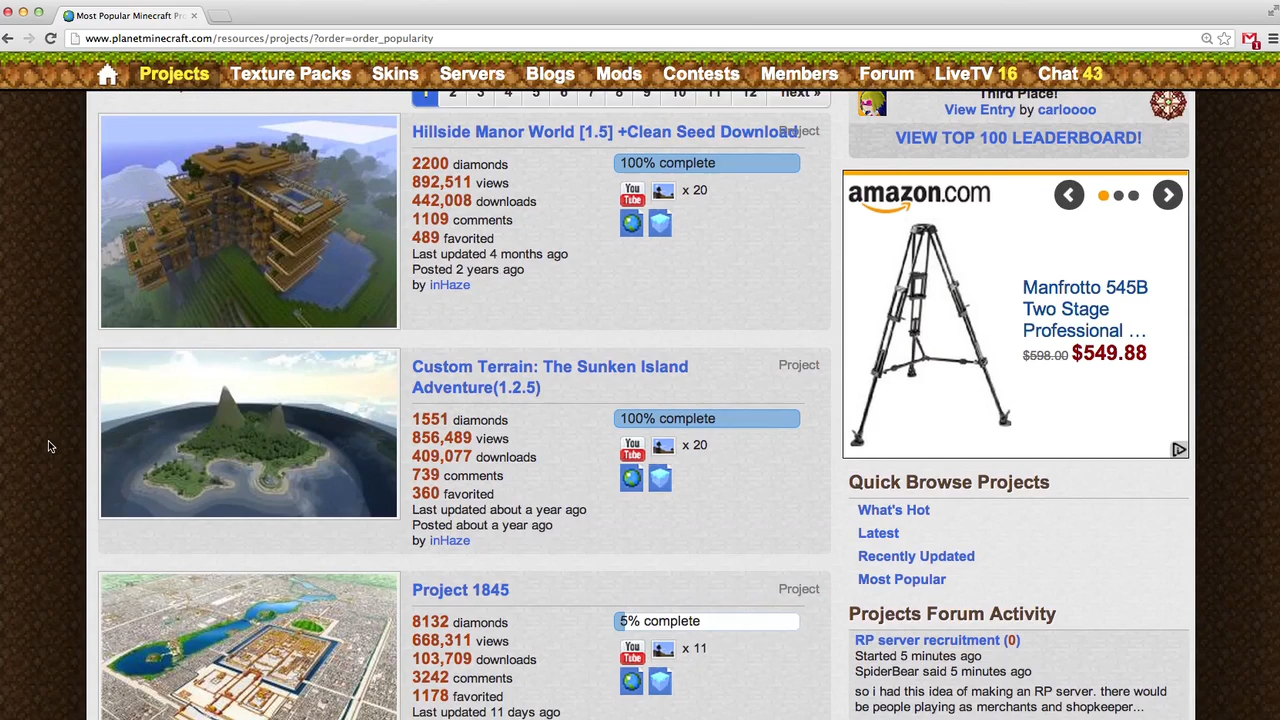 Most Popular Minecraft Pro
www.planetminecraft.com/resources/projects/?order=order_popularity
1
Projects Texture Packs Skins Servers Blogs Mods Contests Members Forum LiveTV 16 Chat 43
1 2 3 4 5 6 7 8 9 10 11 12 next »
Hillside Manor World [1.5] +Clean Seed Download
Project
2200 diamonds
892,511 views
442,008 downloads
1109 comments
489 favorited
Last updated 4 months ago
Posted 2 years ago
by inHaze
100% complete
You Tube x 20
Custom Terrain: The Sunken Island
Adventure(1.2.5)
Project
1551 diamonds
856,489 views
409,077 downloads
739 comments
360 favorited
Last updated about a year ago
Posted about a year ago
by inHaze
100% complete
You Tube x 20
Project 1845
Project
8132 diamonds
668,311 views
103,709 downloads
3242 comments
1178 favorited
Last updated 11 days ago
5% complete
You Tube x 11
Third Place!
View Entry by carloooo
VIEW TOP 100 LEADERBOARD!
amazon.com
Manfrotto 545B
Two Stage
Professional ...
$598.00 $549.88
Quick Browse Projects
What's Hot
Latest
Recently Updated
Most Popular
Projects Forum Activity
RP server recruitment (0)
Started 5 minutes ago
SpiderBear said 5 minutes ago
so i had this idea of making an RP server. there would
be people playing as merchants and shopkeeper...